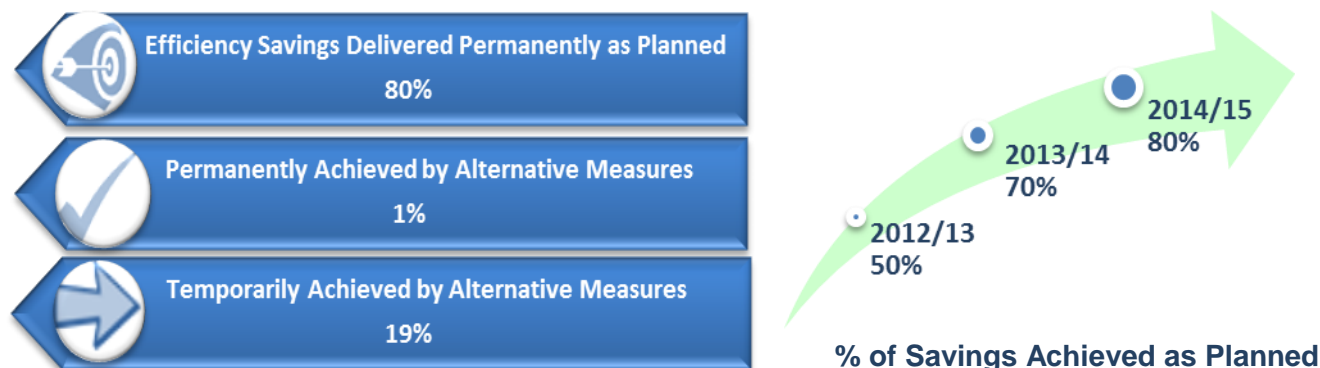 Efficiency Savings Delivered Permanently as Planned
80%
Permanently Achieved by Alternative Measures
1%
Temporarily Achieved by Alternative Measures
19%
2014/15
80%
2013/14
70%
2012/13
50%
% of Savings Achieved as Planned